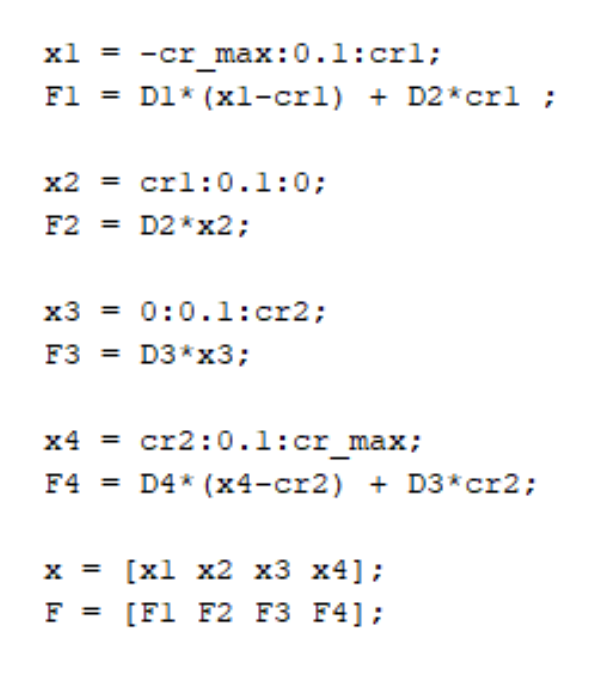 x1 = -cr_max:0.1:cr1;
F1 = D1*(x1-cr1) + D2*cr1 ;
x2 = cr1:0.1:0;
F2 = D2*x2;
x3 = 0:0.1:cr2;
F3 = D3*x3;
x4 = cr2:0.1:cr_max;
F4 = D4*(x4-cr2) + D3*cr2;
x = [x1 x2 x3 x4];
F = [F1 F2 F3 F4];